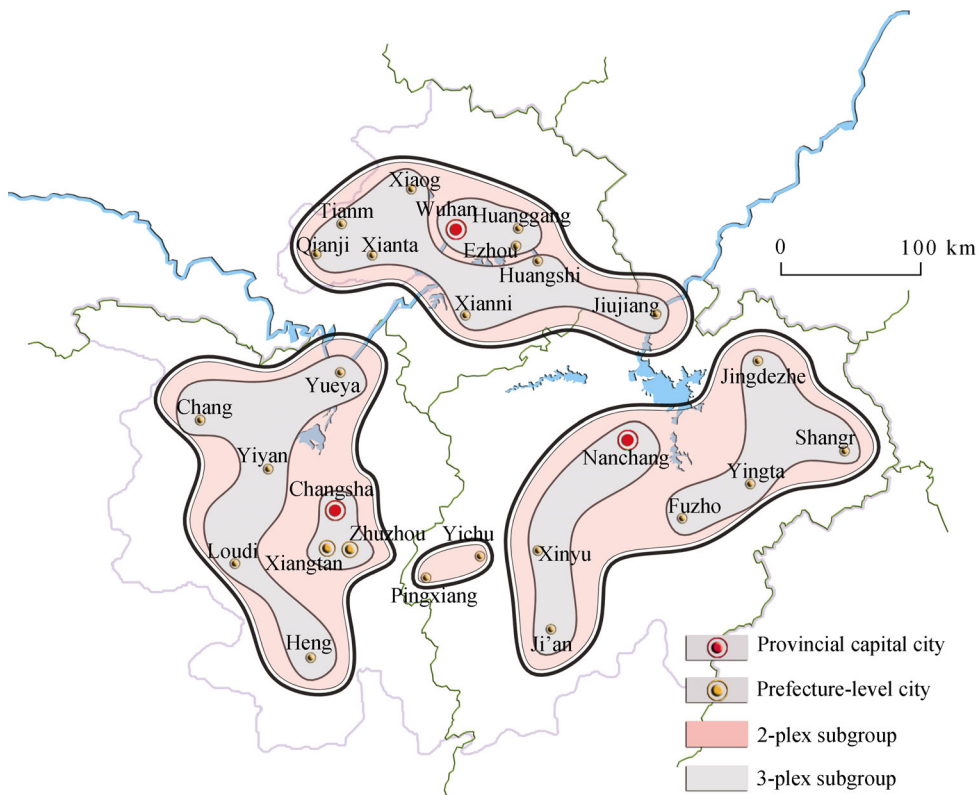 Xiaog
Tianm
Wuhan
Huanggang
Qianji
Xianta
Ezhou
Huangshi
0 100 km
Xianni
Jiujiang
Yueya
Jingdezhe
Chang
Shangr
Yiyan
Nanchang
Yingta
Changsha
Fuzho
Zhuzhou
Yichu
Loudi
Xiangtan
Xinyu
Pingxiang
Heng
Ji'an
Provincial capital city
Prefecture-level city
2-plex subgroup
3-plex subgroup